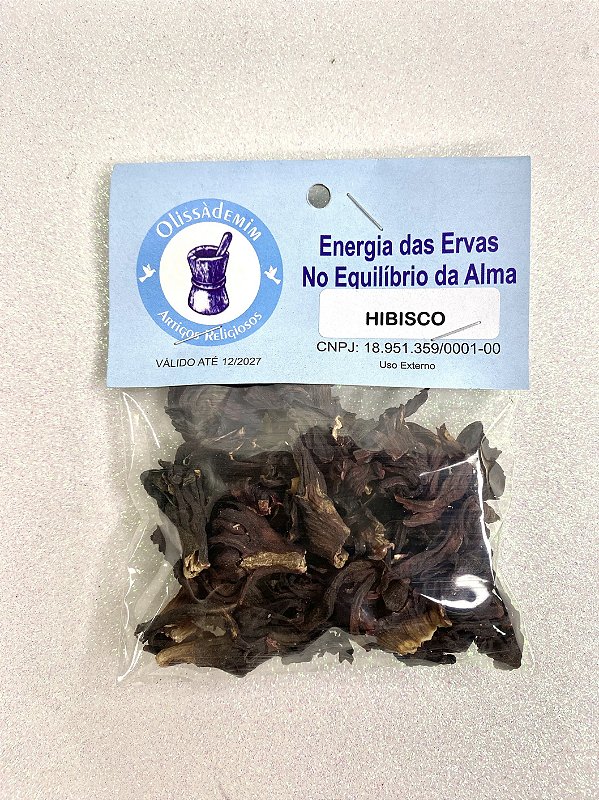 Olissàdemim
Artigos Religiosos
VÁLIDO ATÉ 12/2027
Energia das Ervas
No Equilíbrio da Alma
HIBISCO
CNPJ: 18.951.359/0001-00
Uso Externo